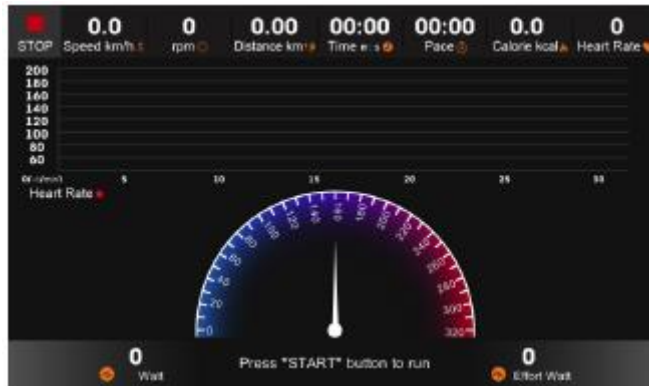 0.0 0 0.00 00:00 00:00 0.0 0
STOP Speed km/h rpm Distance km Time Pace Calorie kcal Heart Rate
200
180
160
140
120
100
80
60
5 10 15 20 25 30
Heart Rate
0 20 40 60 80 100 120 140 160 180 200 220 240 260 280 300 320
0 Press "START" button to run 0
Watt Effort Watt